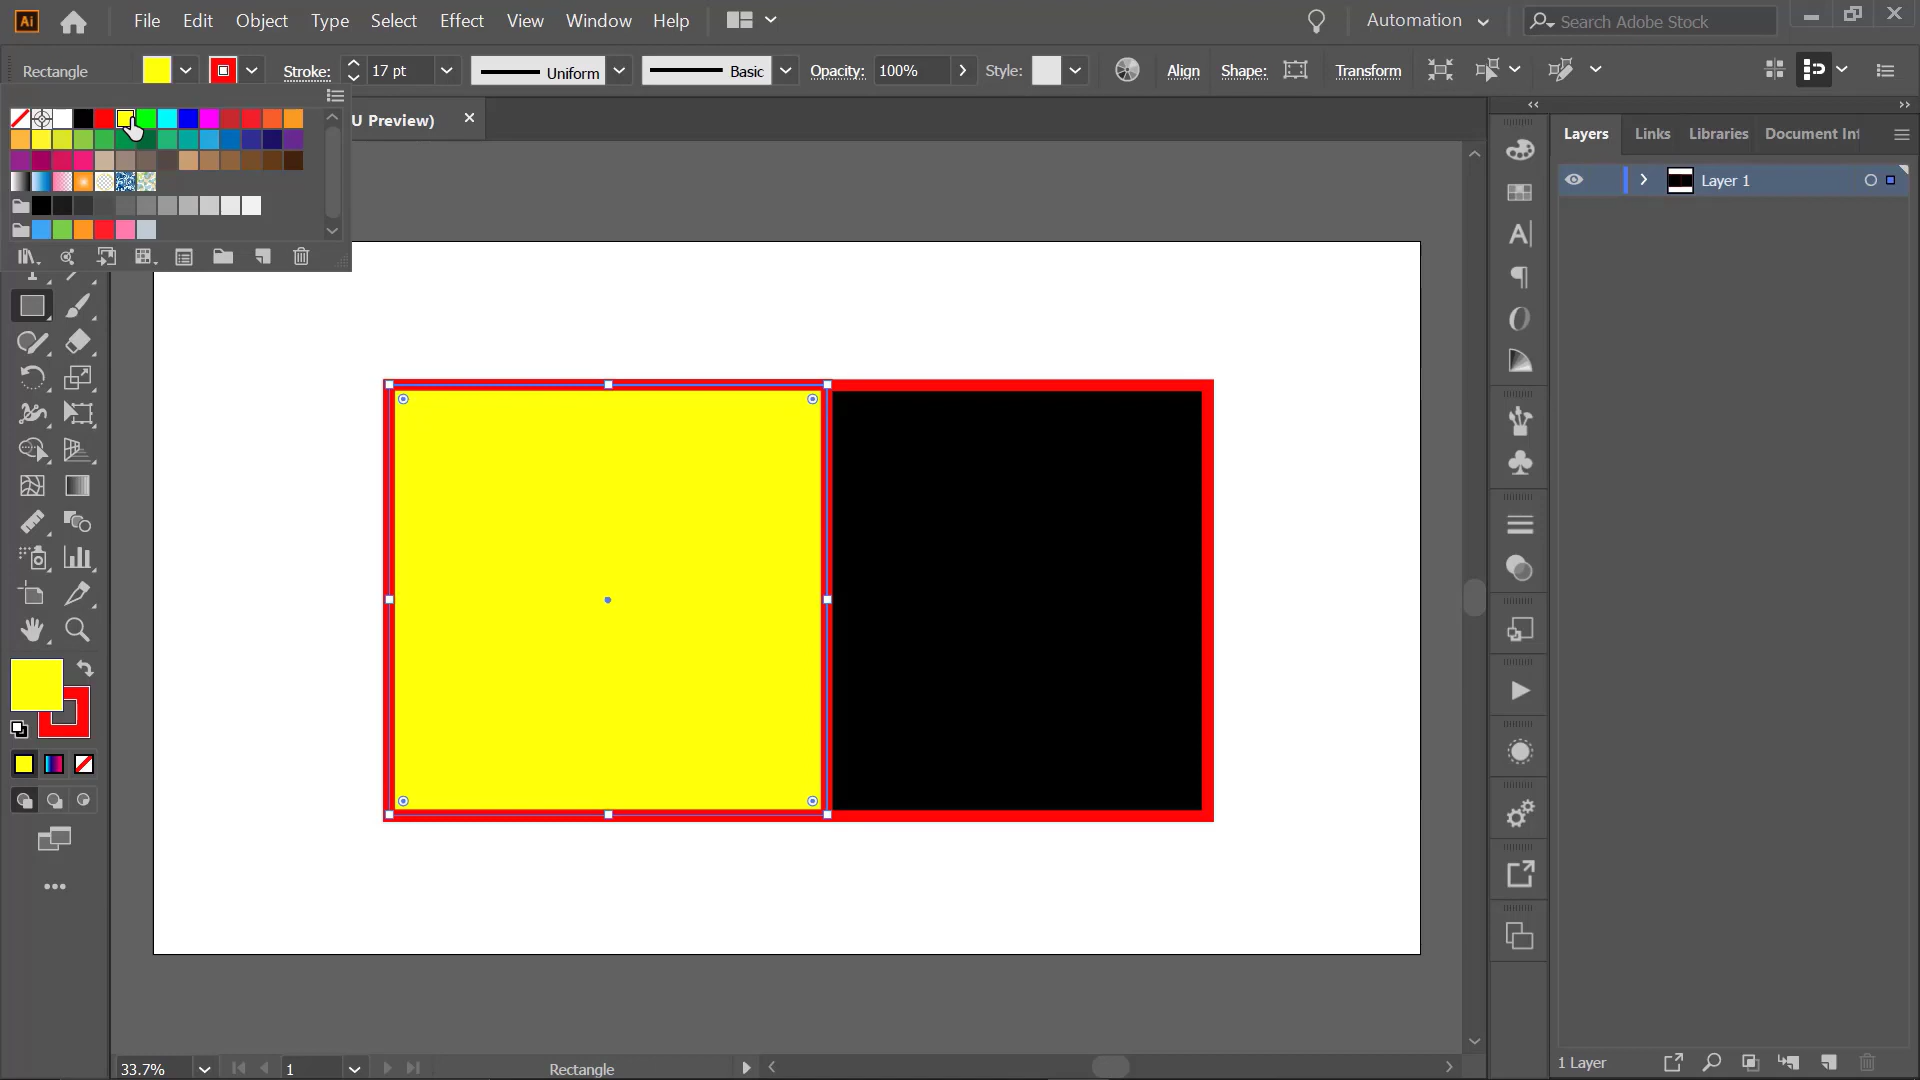 Ai File Edit Object Type Select Effect View Window Help Automation Search Adobe Stock
Rectangle Stroke: 17 pt Uniform Basic Opacity: 100% Style: Align Shape: Transform
U Preview) ×
Layers Links Libraries Document Inf
Layer 1
33.7% 1 Rectangle
1 Layer